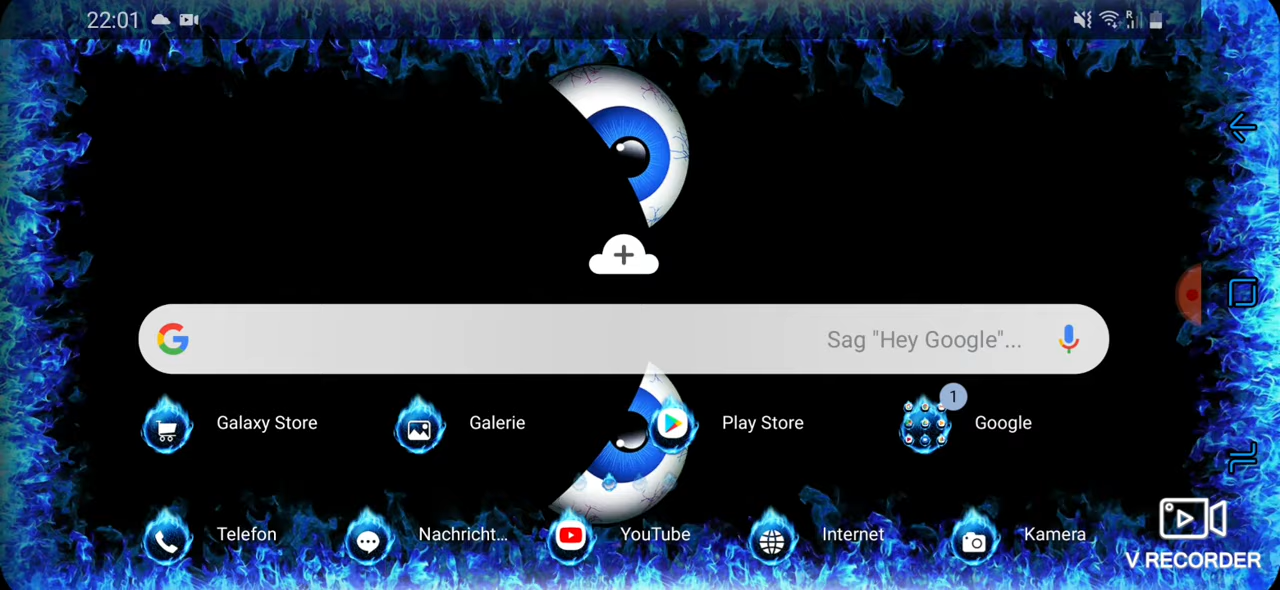 22:01
R
Sag "Hey Google"...
Galaxy Store
Galerie
Play Store
1
Google
Telefon
Nachricht...
YouTube
Internet
Kamera
V RECORDER